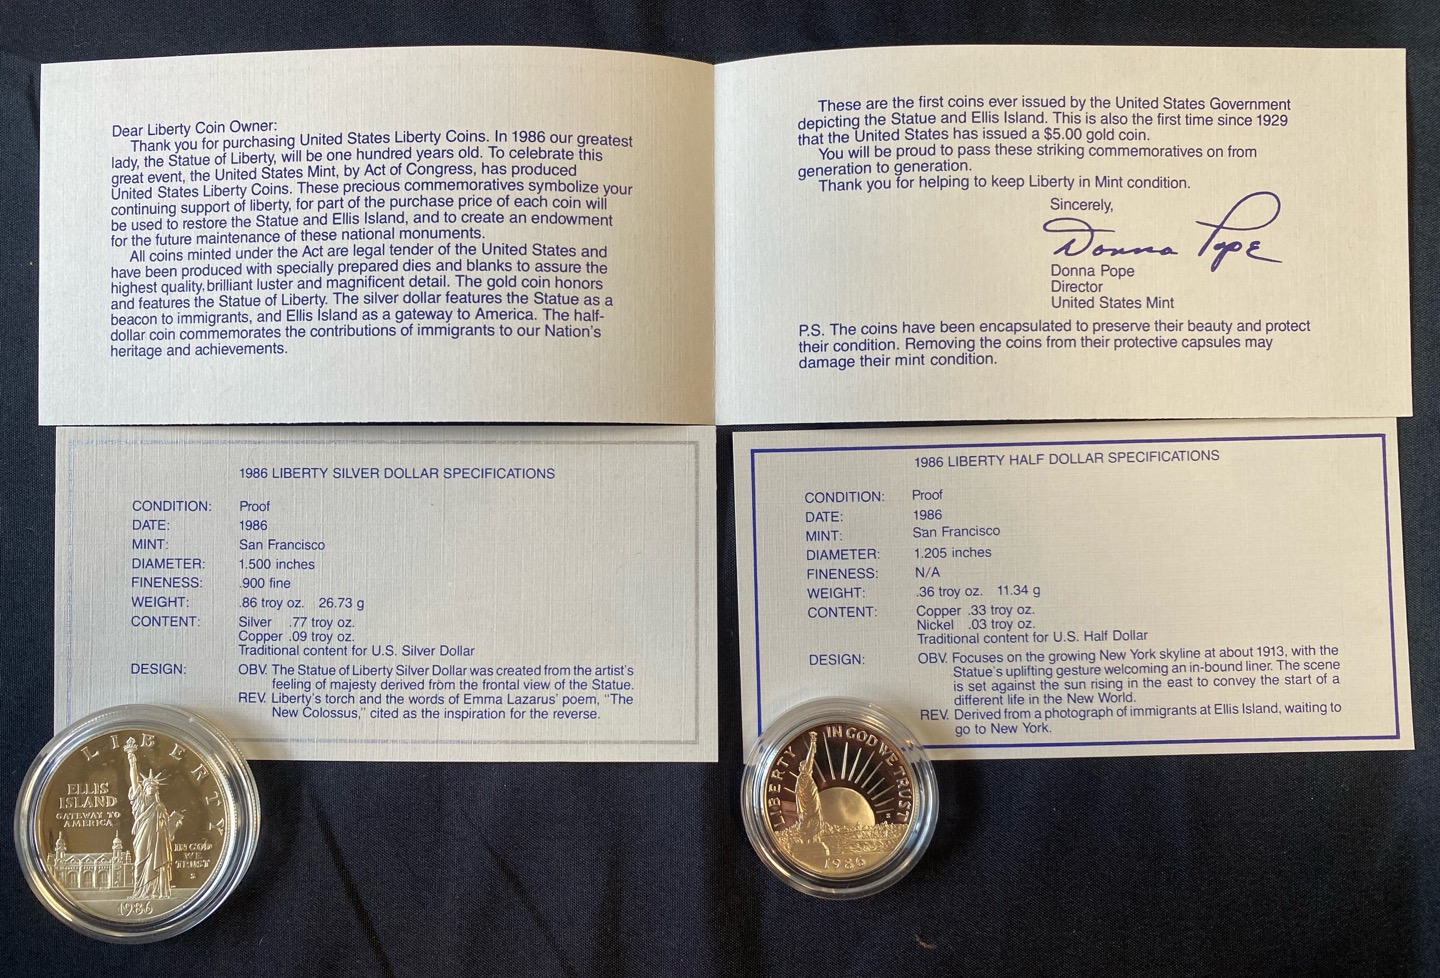 Dear Liberty Coin Owner:
Thank you for purchasing United States Liberty Coins. In 1986 our greatest
lady, the Statue of Liberty, will be one hundred years old. To celebrate this
great event, the United States Mint, by Act of Congress, has produced
United States Liberty Coins. These precious commemoratives symbolize your
continuing support of liberty, for part of the purchase price of each coin will
be used to restore the Statue and Ellis Island, and to create an endowment
for the future maintenance of these national monuments.
All coins minted under the Act are legal tender of the United States and
have been produced with specially prepared dies and blanks to assure the
highest quality, brilliant luster and magnificent detail. The gold coin honors
and features the Statue of Liberty. The silver dollar features the Statue as a
beacon to immigrants, and Ellis Island as a gateway to America. The half-
dollar coin commemorates the contributions of immigrants to our Nation's
heritage and achievements.
These are the first coins ever issued by the United States Government
depicting the Statue and Ellis Island. This is also the first time since 1929
that the United States has issued a $5.00 gold coin.
You will be proud to pass these striking commemoratives on from
generation to generation.
Thank you for helping to keep Liberty in Mint condition.
Sincerely,
Donna Pope
Donna Pope
Director
United States Mint
P.S. The coins have been encapsulated to preserve their beauty and protect
their condition. Removing the coins from their protective capsules may
damage their mint condition.
1986 LIBERTY SILVER DOLLAR SPECIFICATIONS
CONDITION: Proof
DATE: 1986
MINT: San Francisco
DIAMETER: 1.500 inches
FINENESS: .900 fine
WEIGHT: .86 troy oz. 26.73 g
CONTENT: Silver .77 troy oz.
Copper .09 troy oz.
Traditional content for U.S. Silver Dollar
DESIGN: OBV. The Statue of Liberty Silver Dollar was created from the artist's
feeling of majesty derived from the frontal view of the Statue.
REV. Liberty's torch and the words of Emma Lazarus' poem, "The
New Colossus," cited as the inspiration for the reverse.
1986 LIBERTY HALF DOLLAR SPECIFICATIONS
CONDITION: Proof
DATE: 1986
MINT: San Francisco
DIAMETER: 1.205 inches
FINENESS: N/A
WEIGHT: .36 troy oz. 11.34 g
CONTENT: Copper .33 troy oz.
Nickel .03 troy oz.
Traditional content for U.S. Half Dollar
DESIGN: OBV. Focuses on the growing New York skyline at about 1913, with the
Statue's uplifting gesture welcoming an in-bound liner. The scene
is set against the sun rising in the east to convey the start of a
different life in the New World.
REV. Derived from a photograph of immigrants at Ellis Island, waiting to
go to New York.
LIBERTY
ELLIS
ISLAND
GATEWAY TO
AMERICA
IN GOD
WE
TRUST
S
1986
LIBERTY
IN GOD WE TRUST
S
1986